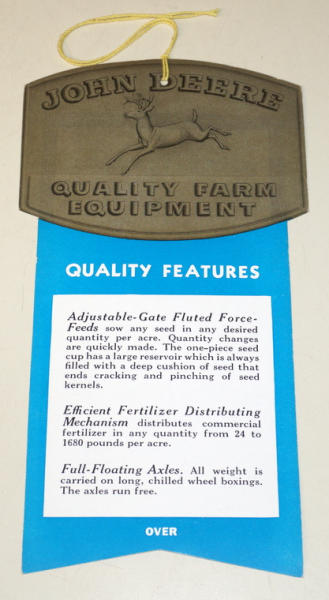 JOHN DEERE
QUALITY FARM
EQUIPMENT
QUALITY FEATURES
Adjustable-Gate Fluted Force-
Feeds sow any seed in any desired
quantity per acre. Quantity changes
are quickly made. The one-piece seed
cup has a large reservoir which is always
filled with a deep cushion of seed that
ends cracking and pinching of seed
kernels.
Efficient Fertilizer Distributing
Mechanism distributes commercial
fertilizer in any quantity from 24 to
1680 pounds per acre.
Full-Floating Axles. All weight is
carried on long, chilled wheel boxings.
The axles run free.
OVER